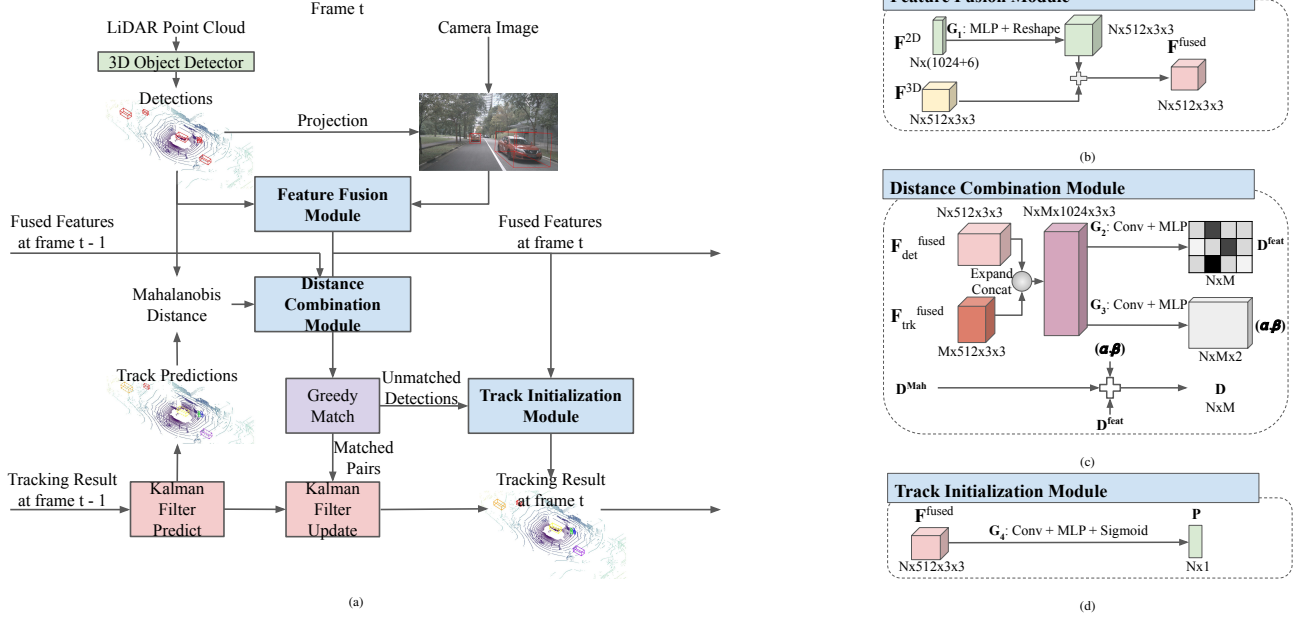 Frame t
LiDAR Point Cloud
Camera Image
3D Object Detector
Detections
Projection
Feature Fusion
Module
Fused Features
at frame t - 1
Fused Features
at frame t
Distance
Combination
Module
Mahalanobis
Distance
Track Predictions
Greedy
Match
Unmatched
Detections
Track Initialization
Module
Matched
Pairs
Tracking Result
at frame t - 1
Kalman
Filter
Predict
Kalman
Filter
Update
Tracking Result
at frame t
(a)
Feature Fusion Module
F2D
G1: MLP + Reshape
Nx512x3x3
Nx(1024+6)
Ffused
F3D
Nx512x3x3
Nx512x3x3
(b)
Distance Combination Module
Nx512x3x3
NxMx1024x3x3
G2: Conv + MLP
Fdet fused
Dfeat
Expand
Concat
NxM
G3: Conv + MLP
Ftrk fused
(α,β)
Mx512x3x3
NxMx2
(α,β)
DMah
D
NxM
Dfeat
(c)
Track Initialization Module
Ffused
P
G4: Conv + MLP + Sigmoid
Nx512x3x3
Nx1
(d)